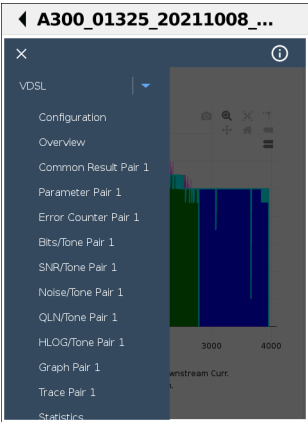 A300_01325_20211008_...
VDSL
Configuration
Overview
Common Result Pair 1
Parameter Pair 1
Error Counter Pair 1
Bits/Tone Pair 1
SNR/Tone Pair 1
Noise/Tone Pair 1
QLN/Tone Pair 1
HLOG/Tone Pair 1
Graph Pair 1
Trace Pair 1
Statistics
3000 4000
wnstream Curr.